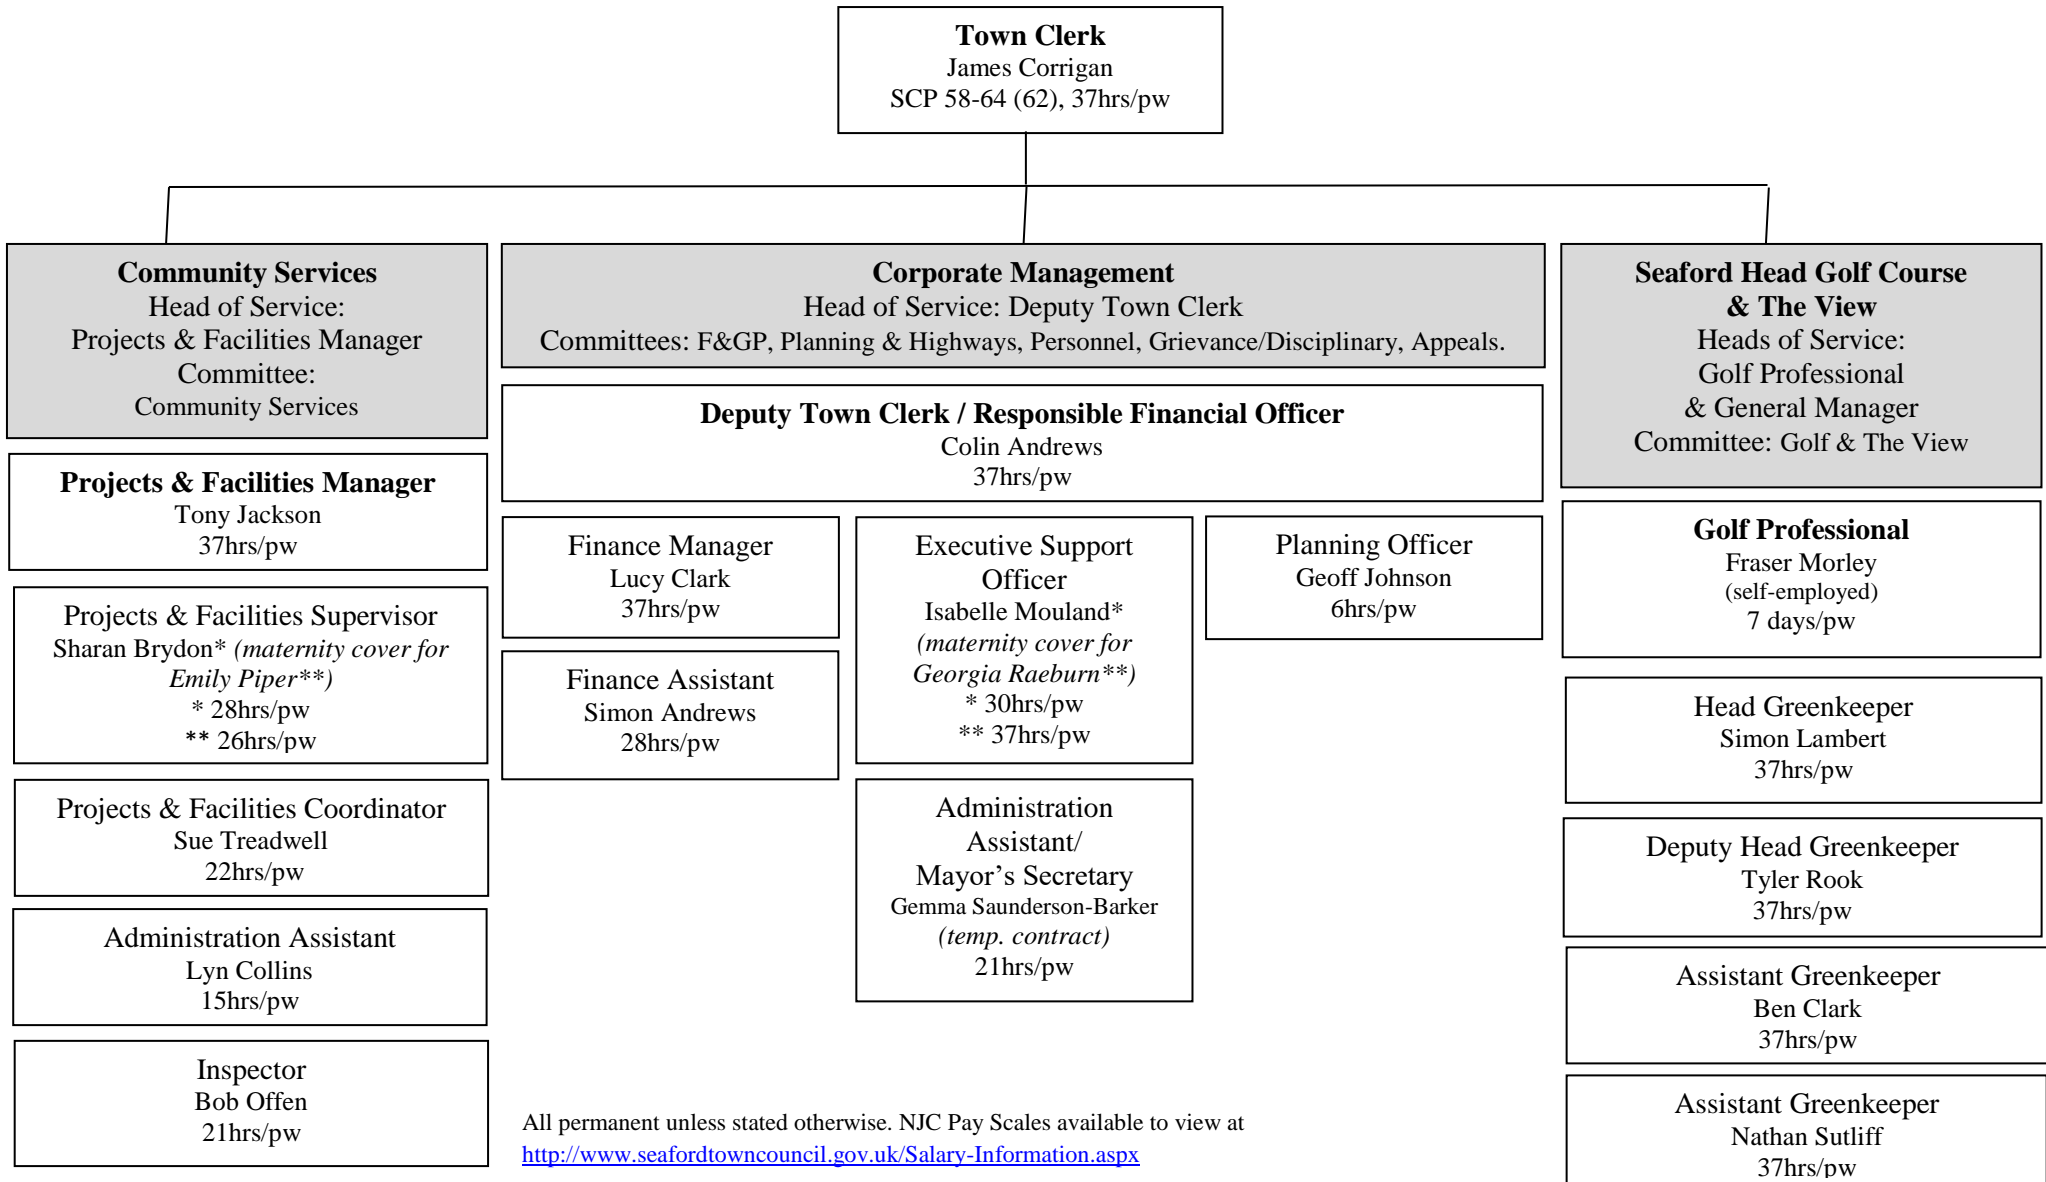 Town Clerk
James Corrigan
SCP 58-64 (62), 37hrs/pw
Community Services
Head of Service:
Projects & Facilities Manager
Committee:
Community Services
Projects & Facilities Manager
Tony Jackson
37hrs/pw
Projects & Facilities Supervisor
Sharan Brydon* (maternity cover for
Emily Piper**)
* 28hrs/pw
** 26hrs/pw
Projects & Facilities Coordinator
Sue Treadwell
22hrs/pw
Administration Assistant
Lyn Collins
15hrs/pw
Inspector
Bob Offen
21hrs/pw
Corporate Management
Head of Service: Deputy Town Clerk
Committees: F&GP, Planning & Highways, Personnel, Grievance/Disciplinary, Appeals.
Deputy Town Clerk / Responsible Financial Officer
Colin Andrews
37hrs/pw
Finance Manager
Lucy Clark
37hrs/pw
Finance Assistant
Simon Andrews
28hrs/pw
Executive Support
Officer
Isabelle Mouland*
(maternity cover for
Georgia Raeburn**)
* 30hrs/pw
** 37hrs/pw
Administration
Assistant/
Mayor’s Secretary
Gemma Saunderson-Barker
(temp. contract)
21hrs/pw
Planning Officer
Geoff Johnson
6hrs/pw
Seaford Head Golf Course
& The View
Heads of Service:
Golf Professional
& General Manager
Committee: Golf & The View
Golf Professional
Fraser Morley
(self-employed)
7 days/pw
Head Greenkeeper
Simon Lambert
37hrs/pw
Deputy Head Greenkeeper
Tyler Rook
37hrs/pw
Assistant Greenkeeper
Ben Clark
37hrs/pw
Assistant Greenkeeper
Nathan Sutliff
37hrs/pw
All permanent unless stated otherwise. NJC Pay Scales available to view at
http://www.seafordtowncouncil.gov.uk/Salary-Information.aspx